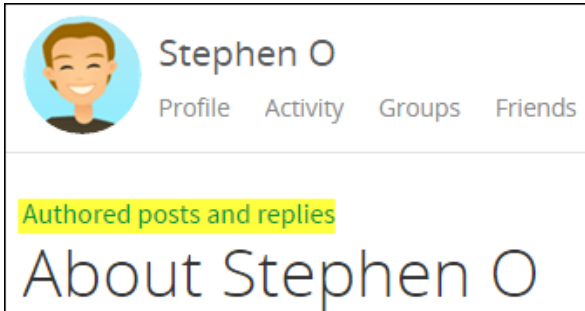 Stephen O
Profile Activity Groups Friends
Authored posts and replies
About Stephen O